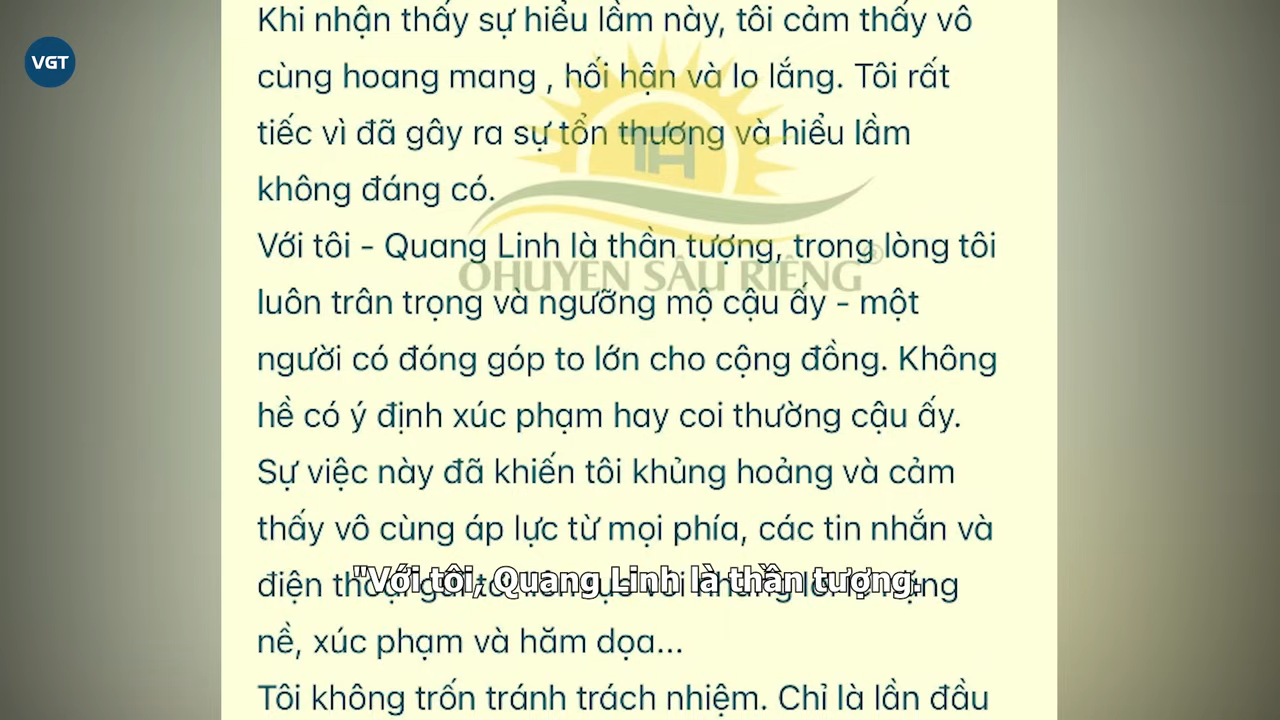 VGT
Khi nhận thấy sự hiểu lầm này, tôi cảm thấy vô
cùng hoang mang , hối hận và lo lắng. Tôi rất
tiếc vì đã gây ra sự tổn thương và hiểu lầm
không đáng có.
Với tôi - Quang Linh là thần tượng, trong lòng tôi
luôn trân trọng và ngưỡng mộ cậu ấy - một
người có đóng góp to lớn cho cộng đồng. Không
hề có ý định xúc phạm hay coi thường cậu ấy.
Sự việc này đã khiến tôi khủng hoảng và cảm
thấy vô cùng áp lực từ mọi phía, các tin nhắn và
điện
nề, xúc phạm và hăm dọa...
Tôi không trốn tránh trách nhiệm. Chỉ là lần đầu
TH
OHUYEN SẦU RIÊNG®
"Với tôi, Quang Linh là thần tượng.